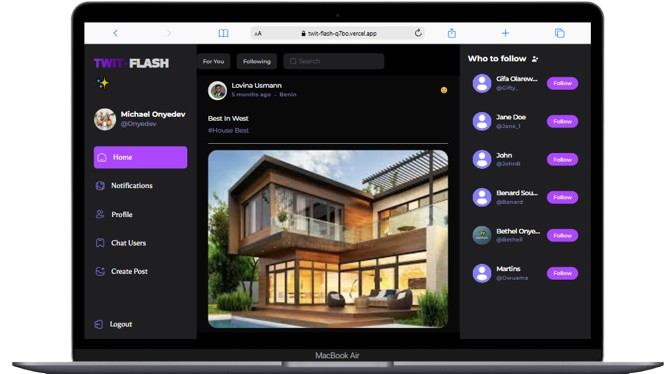 AA twit-flash-q7bo.vercel.app
TWIT-FLASH
Michael Onyedev
@Onyedev
Home
Notifications
Profile
Chat Users
Create Post
Logout
For You
Following
Search
Lovina Usmann
5 months ago - Benin
Best In West
#House Best
Who to follow
Gifa Olarew...
@Gifty_
Follow
Jane Doe
@Jane_1
Follow
John
@JohnB
Follow
Benard Sou...
@Benard
Follow
Bethel Onye...
@Bethell
Follow
Martins
@Owuama
Follow
MacBook Air